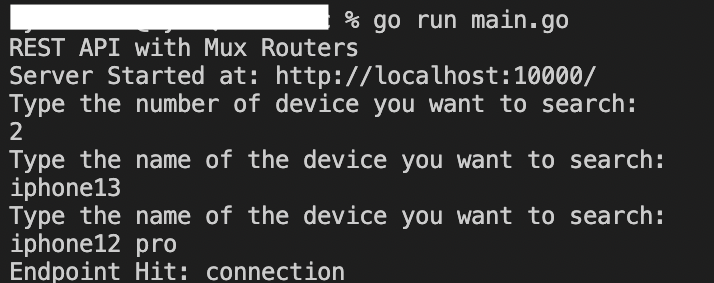 % go run main.go
REST API with Mux Routers
Server Started at: http://localhost:10000/
Type the number of device you want to search:
2
Type the name of the device you want to search:
iphone13
Type the name of the device you want to search:
iphone12 pro
Endpoint Hit: connection